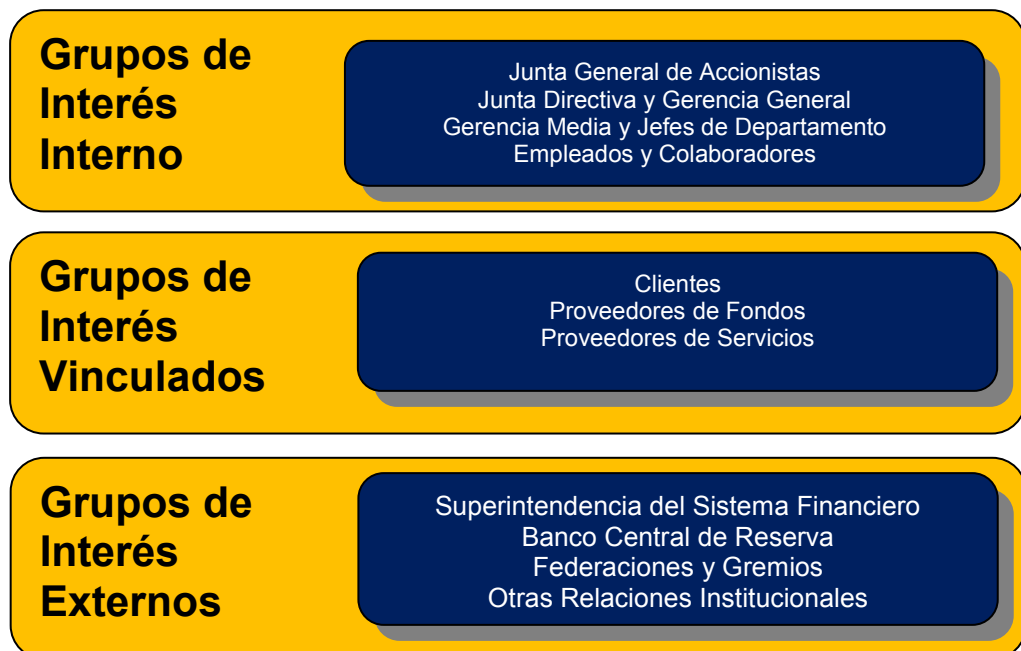 Grupos de
Interés
Interno
Junta General de Accionistas
Junta Directiva y Gerencia General
Gerencia Media y Jefes de Departamento
Empleados y Colaboradores
Grupos de
Interés
Vinculados
Clientes
Proveedores de Fondos
Proveedores de Servicios
Grupos de
Interés
Externos
Superintendencia del Sistema Financiero
Banco Central de Reserva
Federaciones y Gremios
Otras Relaciones Institucionales